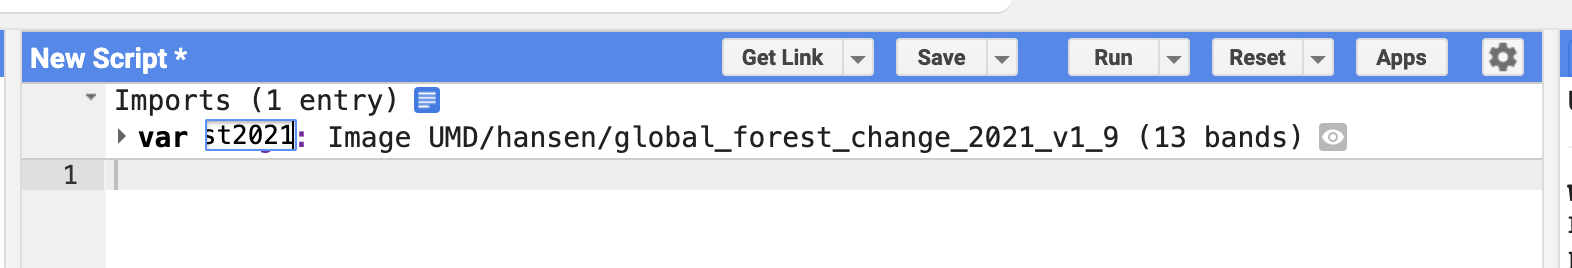 New Script *
Get Link
Save
Run
Reset
Apps
Imports (1 entry)
var st2021: Image UMD/hansen/global_forest_change_2021_v1_9 (13 bands)
1